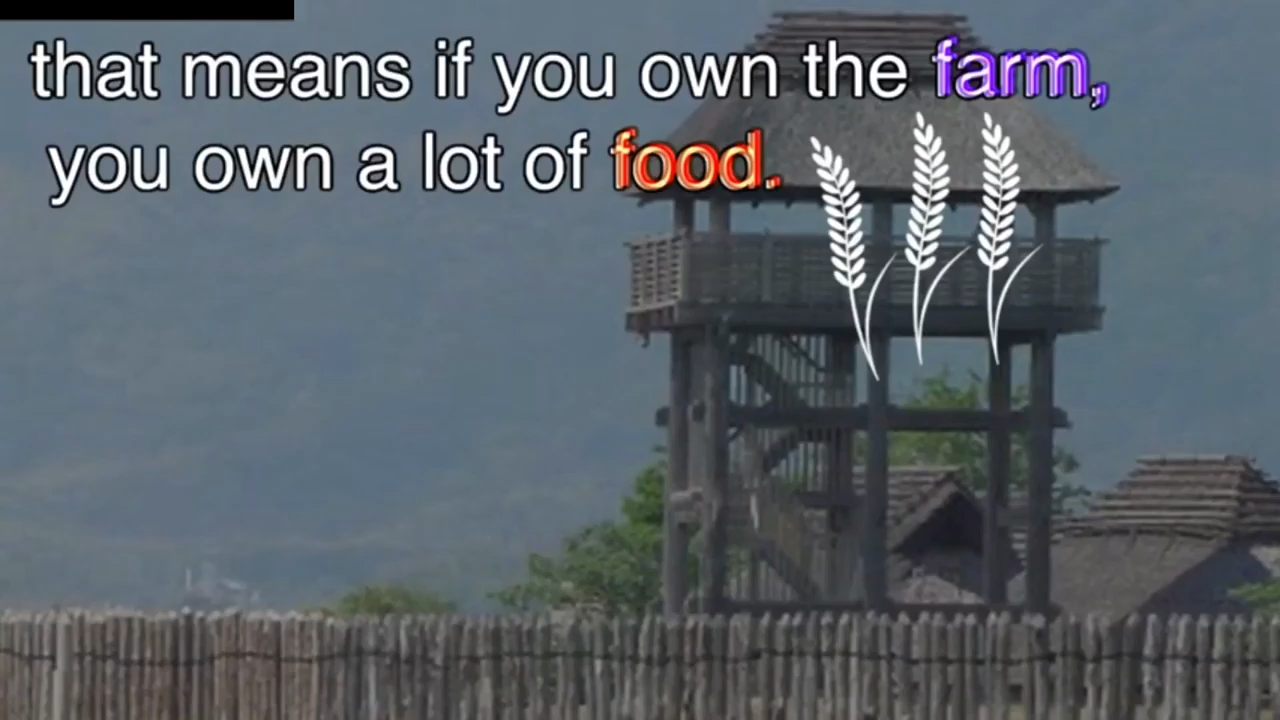 that means if you own the farm,
you own a lot of food.